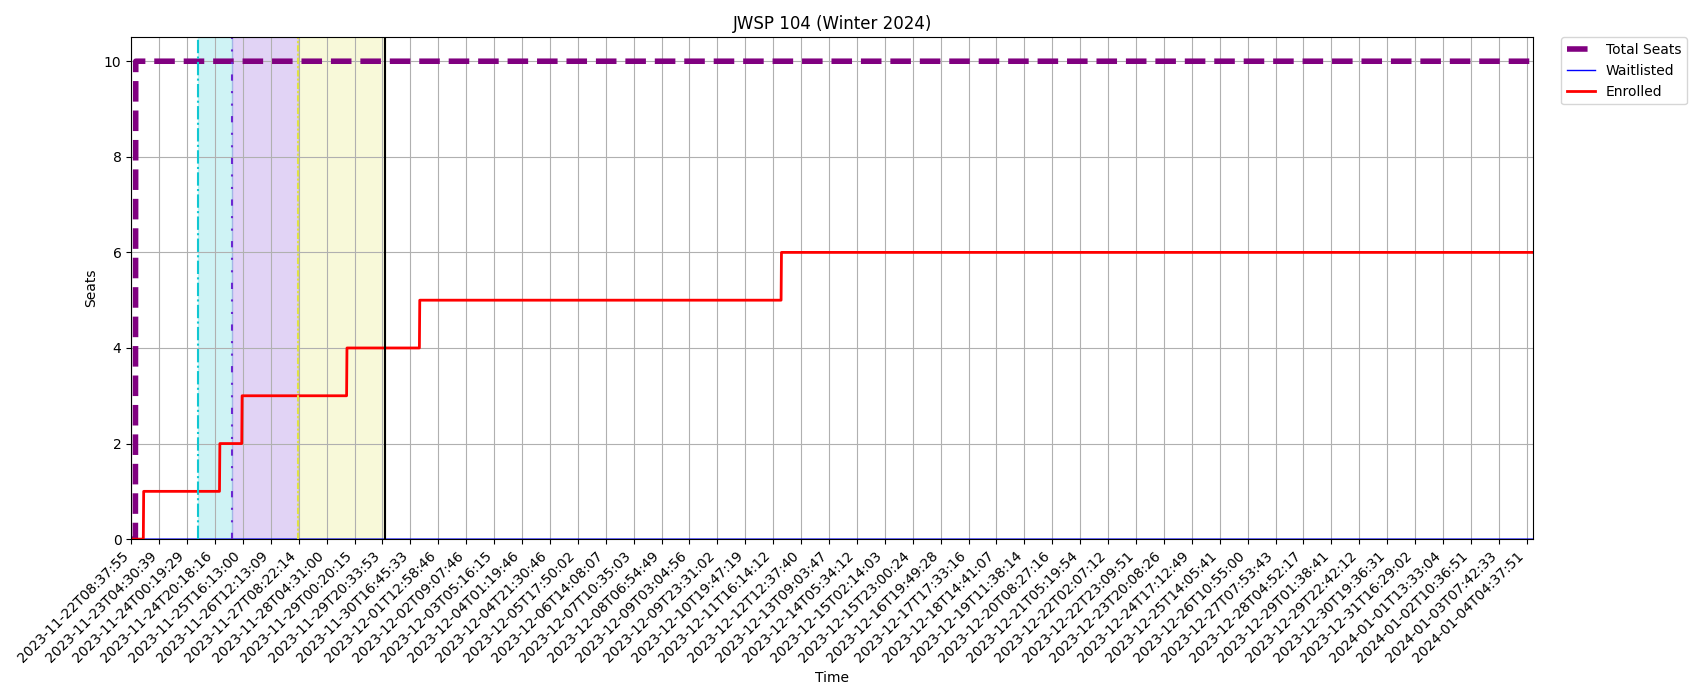 JWSP 104 (Winter 2024)
Total Seats
Waitlisted
Enrolled
10
8
6
4
2
0
Seats
2023-11-22T08:37:55
2023-11-23T04:30:39
2023-11-24T00:19:29
2023-11-24T20:18:16
2023-11-25T16:13:00
2023-11-26T12:13:09
2023-11-27T08:22:14
2023-11-28T04:31:00
2023-11-29T00:20:15
2023-11-29T20:33:53
2023-11-30T16:45:33
2023-12-01T12:58:46
2023-12-02T09:07:46
2023-12-03T05:16:15
2023-12-04T01:19:46
2023-12-04T21:30:46
2023-12-05T17:50:02
2023-12-06T14:08:07
2023-12-07T10:35:03
2023-12-08T06:54:49
2023-12-09T03:04:56
2023-12-09T23:31:02
2023-12-10T19:47:19
2023-12-11T16:14:12
2023-12-12T12:37:40
2023-12-13T09:03:47
2023-12-14T05:34:12
2023-12-15T02:14:03
2023-12-15T23:00:24
2023-12-16T19:49:28
2023-12-17T17:33:16
2023-12-18T14:41:07
2023-12-19T11:38:14
2023-12-20T08:27:16
2023-12-21T05:19:54
2023-12-22T02:07:12
2023-12-22T23:09:51
2023-12-23T20:08:26
2023-12-24T17:12:49
2023-12-25T14:05:41
2023-12-26T10:55:00
2023-12-27T07:53:43
2023-12-28T04:52:17
2023-12-29T01:38:41
2023-12-29T22:42:12
2023-12-30T19:36:31
2023-12-31T16:29:02
2024-01-01T13:33:04
2024-01-02T10:36:51
2024-01-03T07:42:33
2024-01-04T04:37:51
Time